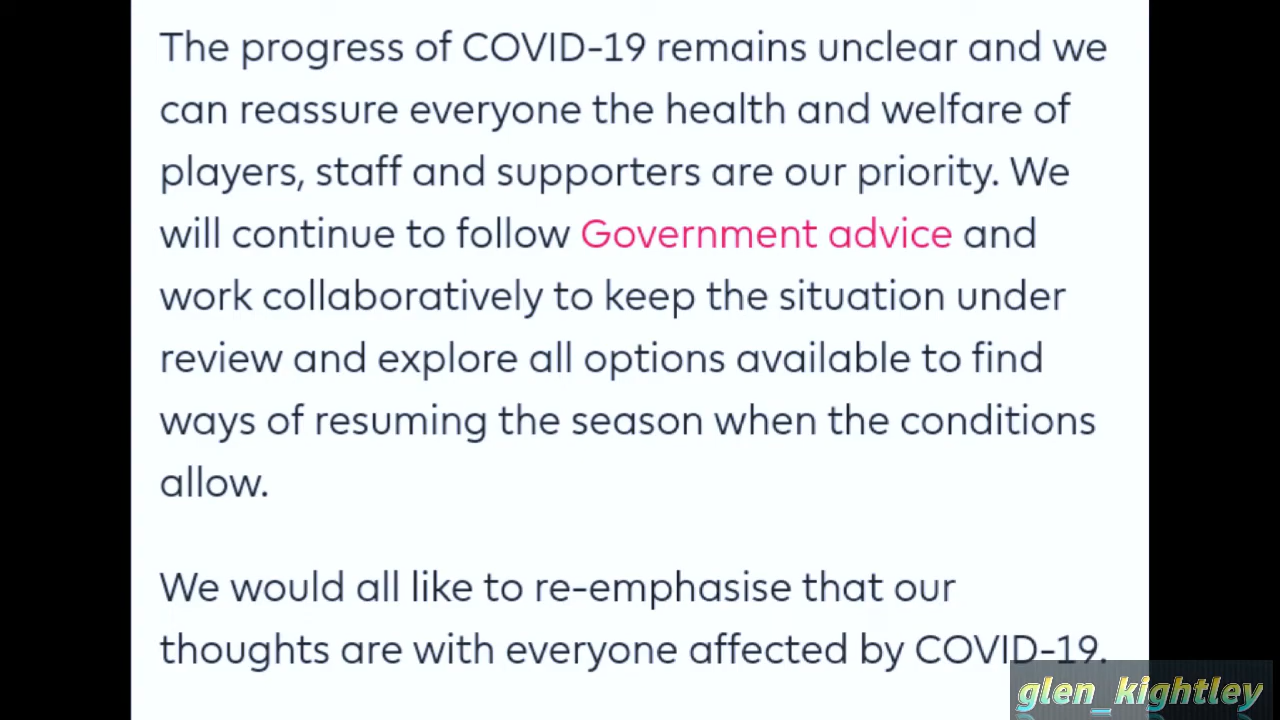 The progress of COVID-19 remains unclear and we
can reassure everyone the health and welfare of
players, staff and supporters are our priority. We
will continue to follow Government advice and
work collaboratively to keep the situation under
review and explore all options available to find
ways of resuming the season when the conditions
allow.
We would all like to re-emphasise that our
thoughts are with everyone affected by COVID-19.
glen_kightley